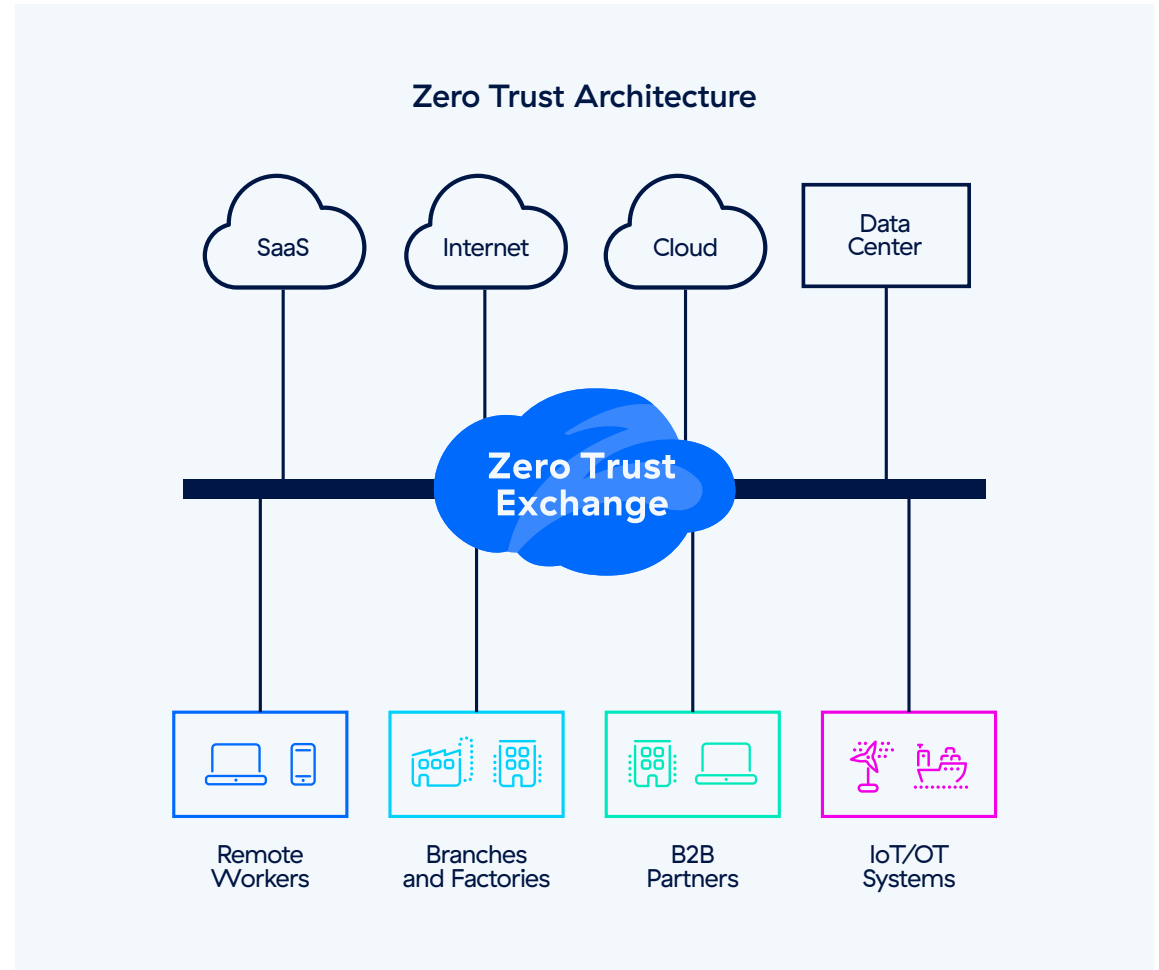 Zero Trust Architecture
SaaS
Internet
Cloud
Data
Center
Zero Trust
Exchange
Remote
Workers
Branches
and Factories
B2B
Partners
IoT/OT
Systems